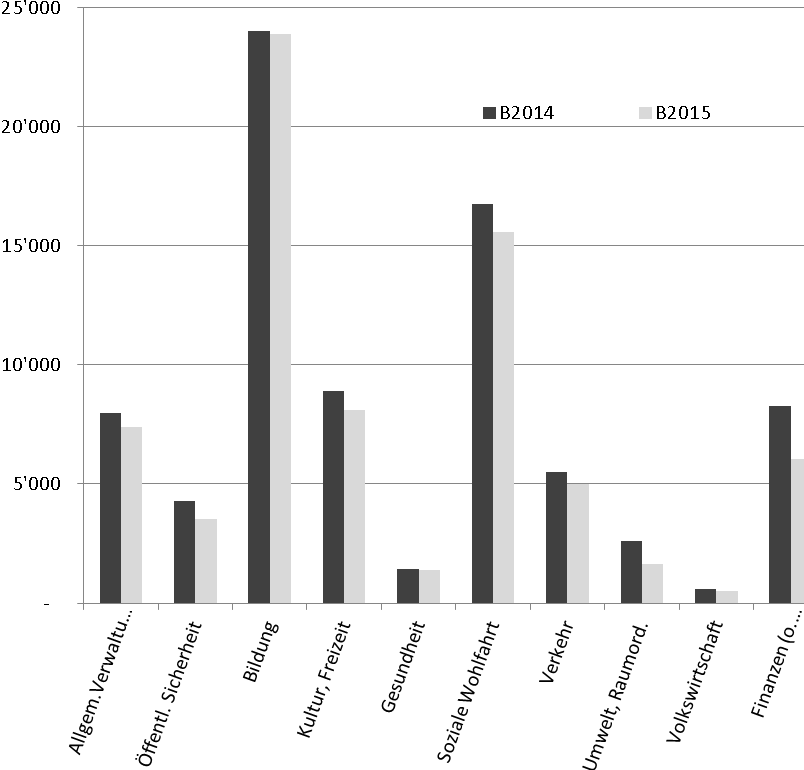 25'000
20'000
15'000
10'000
5'000
-
B2014
B2015
Allgem.Verwaltu...
Öffentl. Sicherheit
Bildung
Kultur, Freizeit
Gesundheit
Soziale Wohlfahrt
Verkehr
Umwelt, Raumord.
Volkswirtschaft
Finanzen (o....